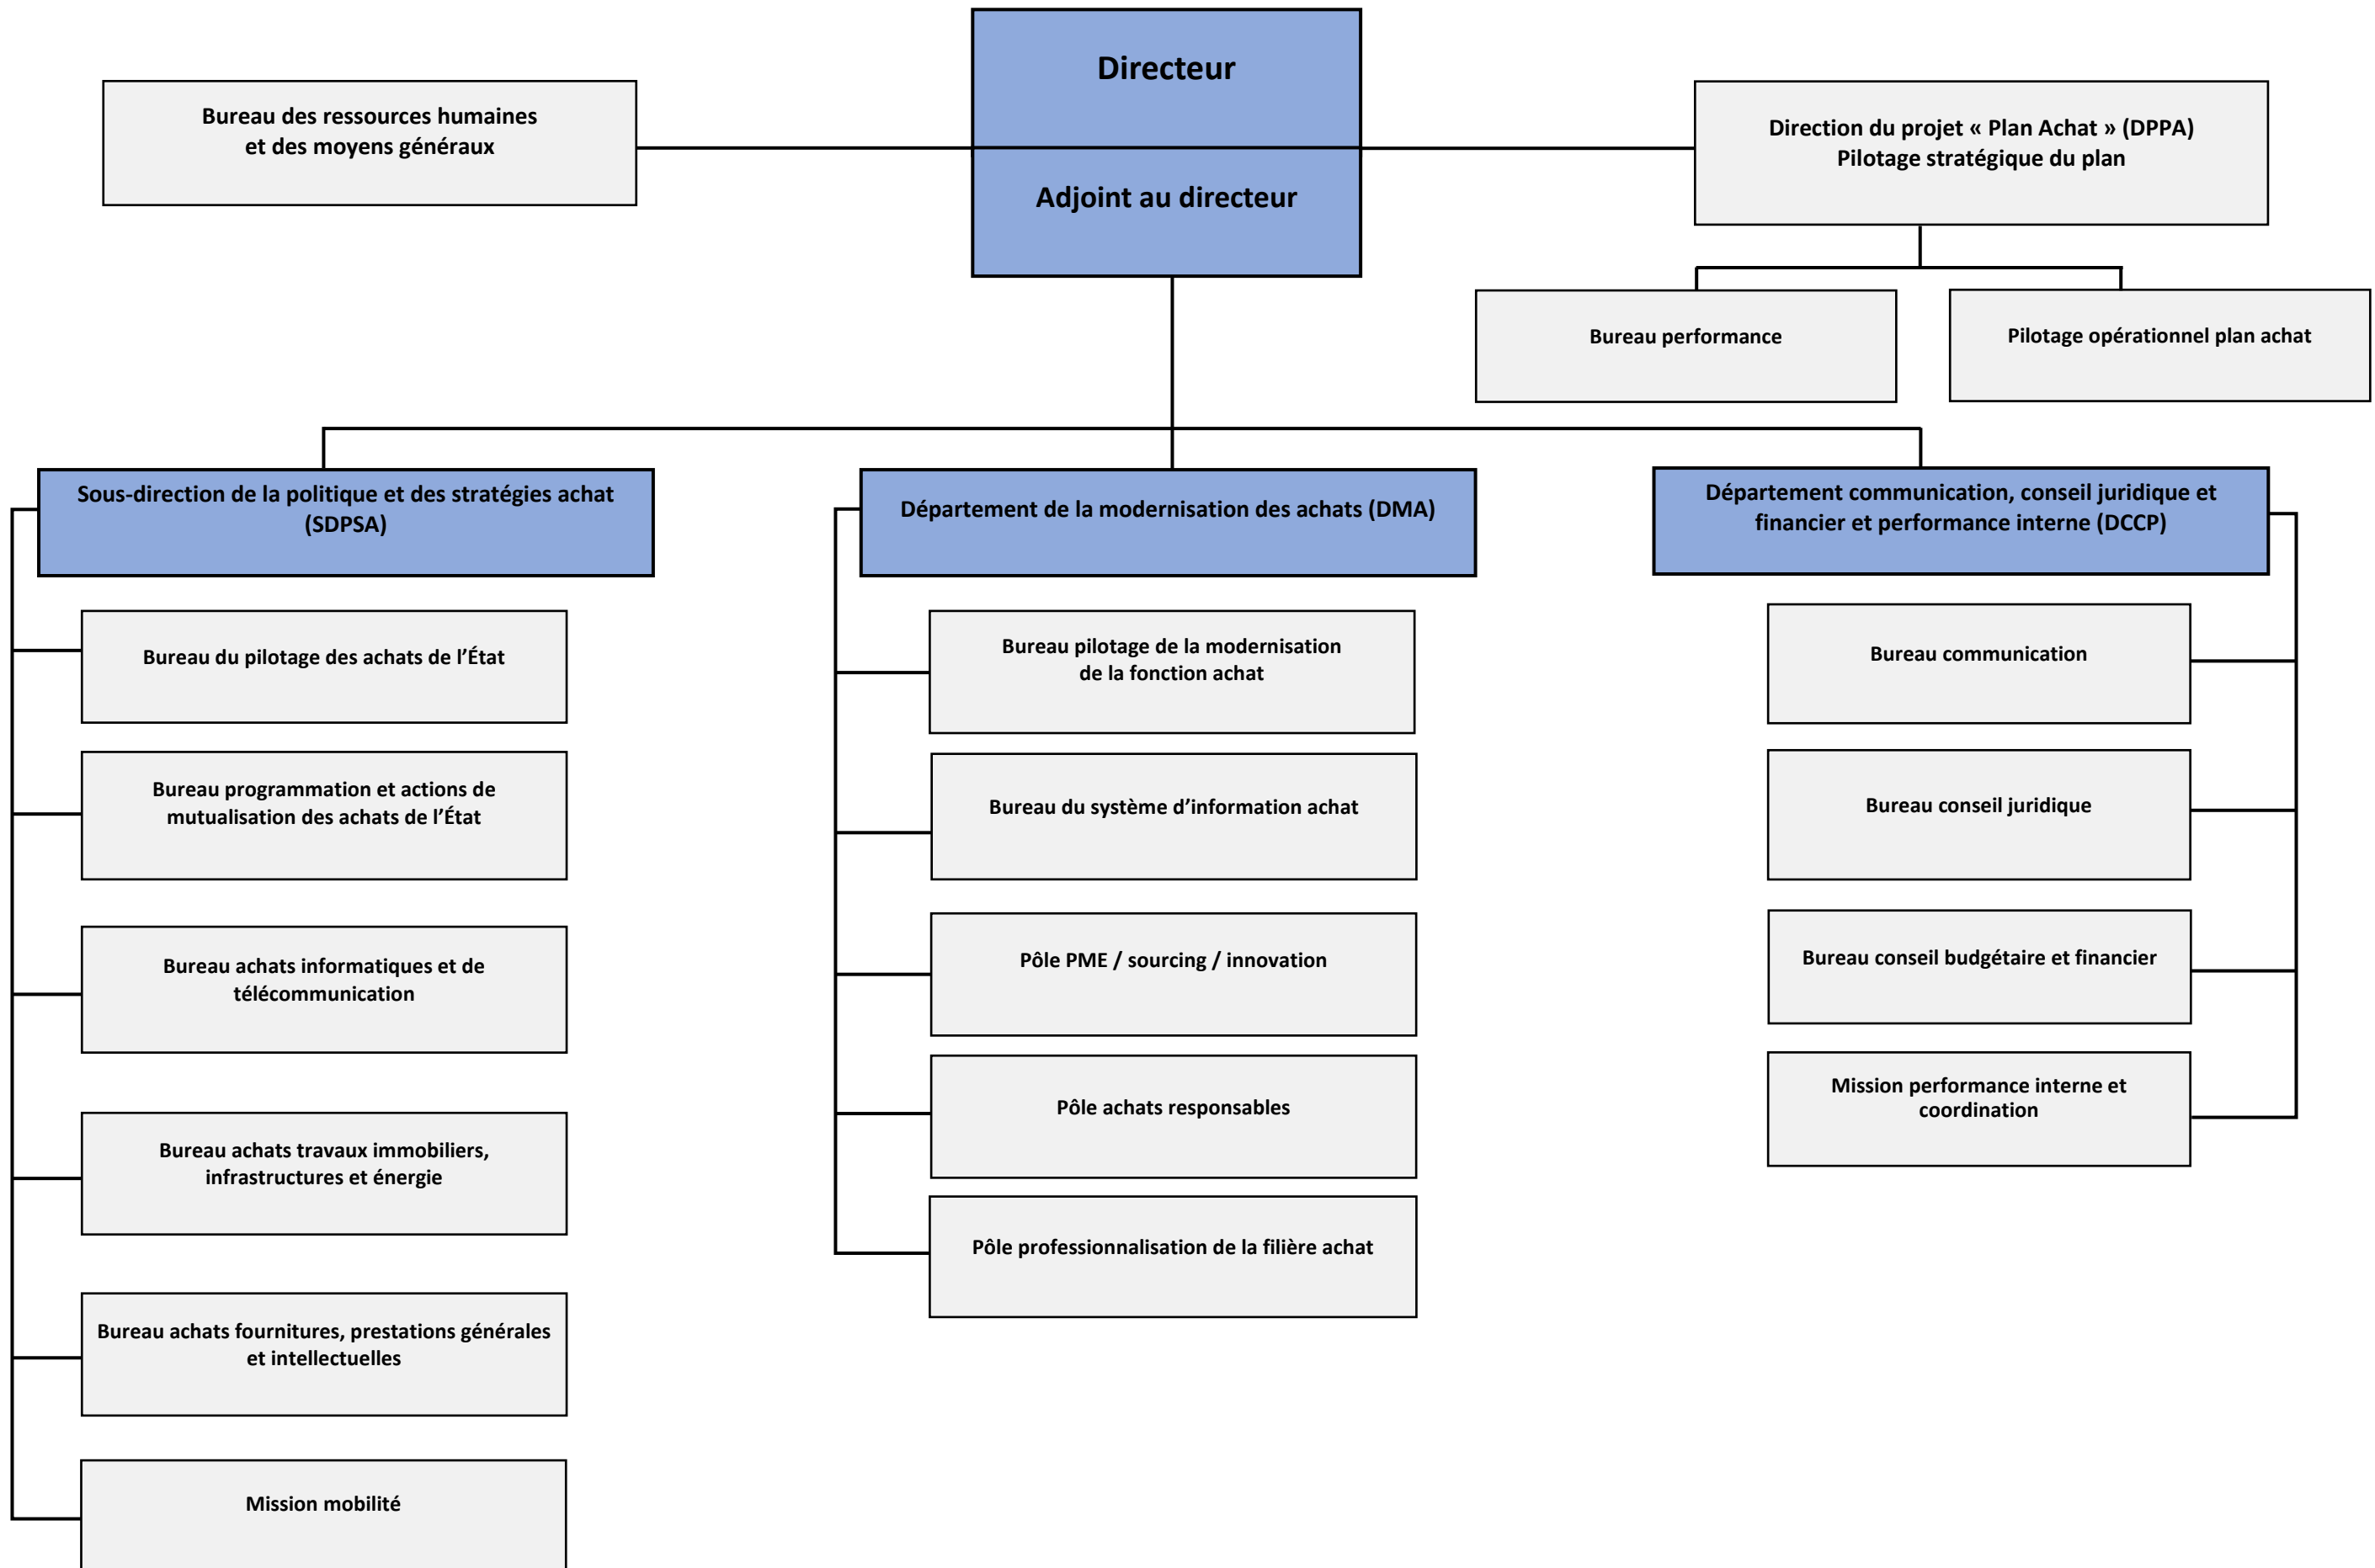 Directeur
Adjoint au directeur
Bureau des ressources humaines
et des moyens généraux
Direction du projet « Plan Achat » (DPPA)
Pilotage stratégique du plan
Bureau performance
Pilotage opérationnel plan achat
Sous-direction de la politique et des stratégies achat
(SDPSA)
Bureau du pilotage des achats de l’État
Bureau programmation et actions de
mutualisation des achats de l’État
Bureau achats informatiques et de
télécommunication
Bureau achats travaux immobiliers,
infrastructures et énergie
Bureau achats fournitures, prestations générales
et intellectuelles
Mission mobilité
Département de la modernisation des achats (DMA)
Bureau pilotage de la modernisation
de la fonction achat
Bureau du système d’information achat
Pôle PME / sourcing / innovation
Pôle achats responsables
Pôle professionnalisation de la filière achat
Département communication, conseil juridique et
financier et performance interne (DCCP)
Bureau communication
Bureau conseil juridique
Bureau conseil budgétaire et financier
Mission performance interne et
coordination